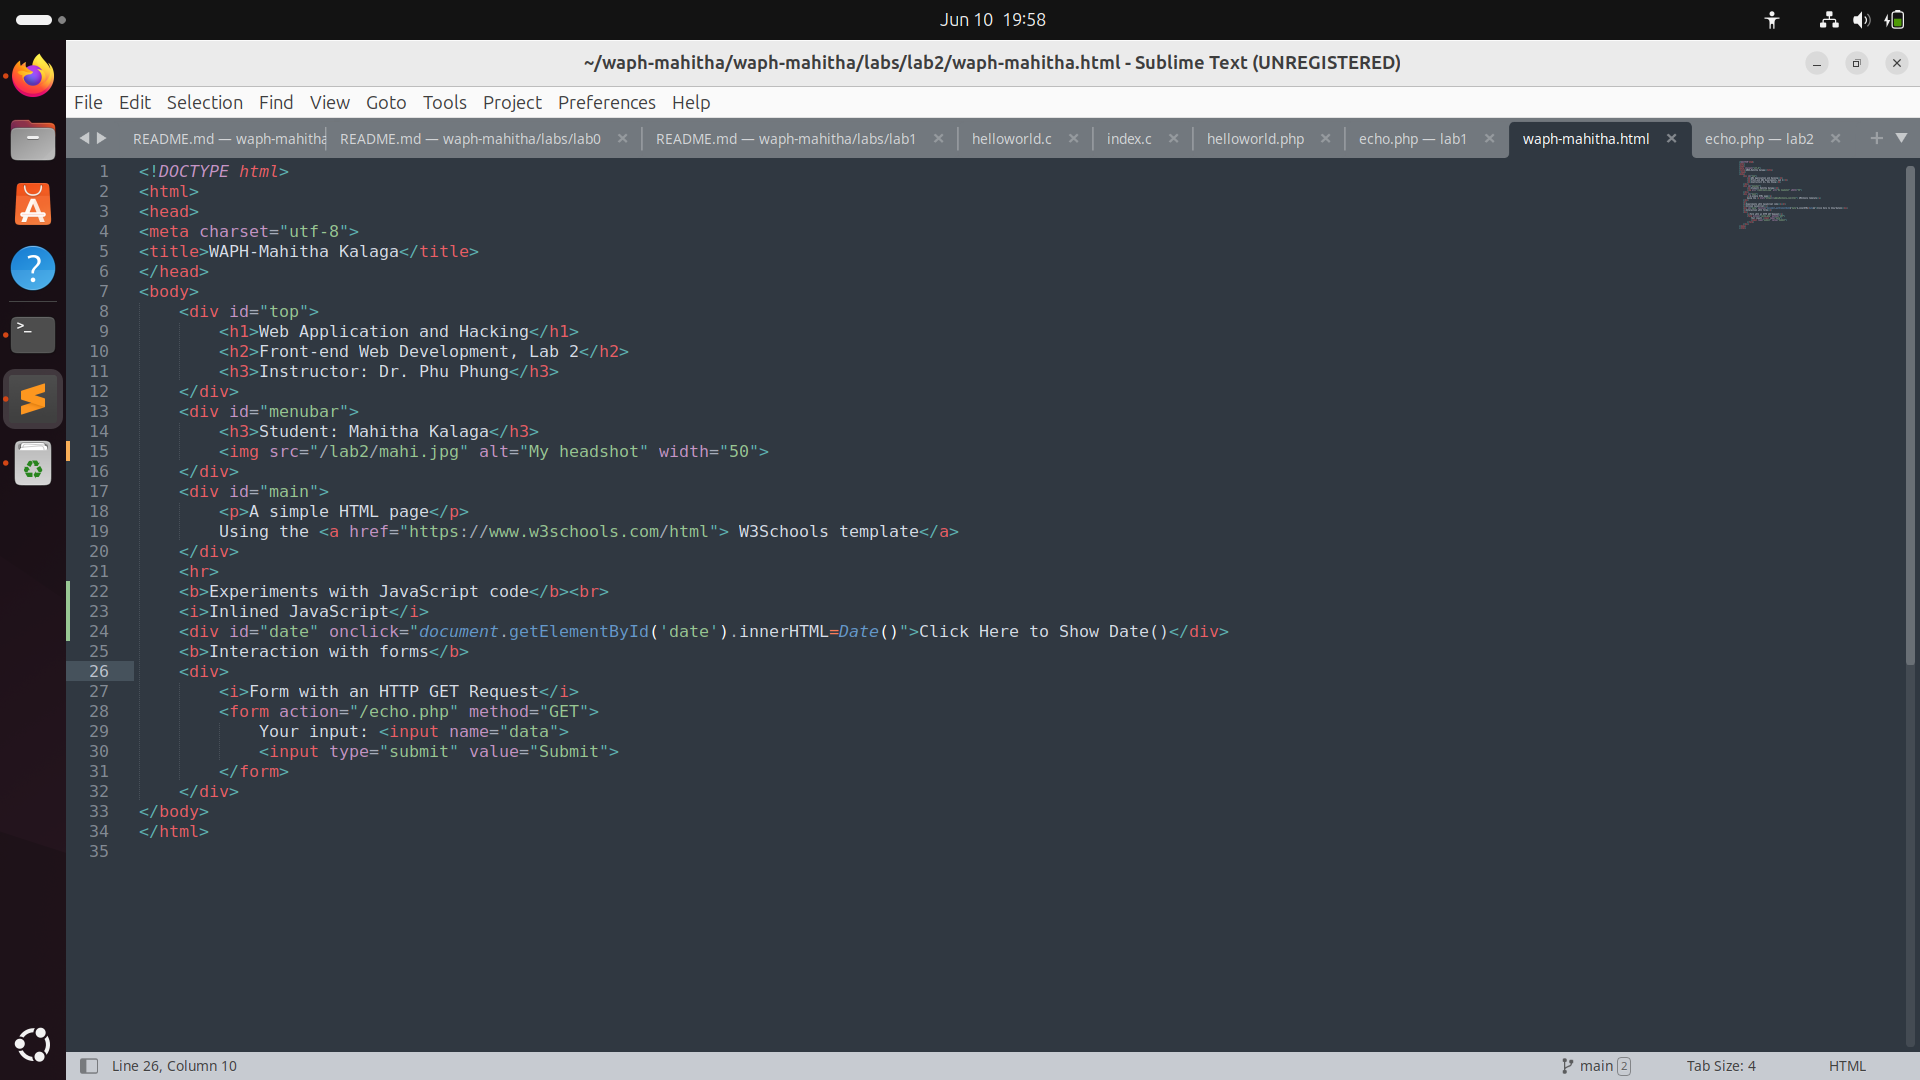 Jun 10 19:58
~/waph-mahitha/waph-mahitha/labs/lab2/waph-mahitha.html - Sublime Text (UNREGISTERED)
File Edit Selection Find View Goto Tools Project Preferences Help
README.md — waph-mahitha README.md — waph-mahitha/labs/lab0 README.md — waph-mahitha/labs/lab1 helloworld.c index.c helloworld.php echo.php — lab1 waph-mahitha.html echo.php — lab2
1 <!DOCTYPE html>
2 <html>
3 <head>
4 <meta charset="utf-8">
5 <title>WAPH-Mahitha Kalaga</title>
6 </head>
7 <body>
8 <div id="top">
9 <h1>Web Application and Hacking</h1>
10 <h2>Front-end Web Development, Lab 2</h2>
11 <h3>Instructor: Dr. Phu Phung</h3>
12 </div>
13 <div id="menubar">
14 <h3>Student: Mahitha Kalaga</h3>
15 <img src="/lab2/mahi.jpg" alt="My headshot" width="50">
16 </div>
17 <div id="main">
18 <p>A simple HTML page</p>
19 Using the <a href="https://www.w3schools.com/html"> W3Schools template</a>
20 </div>
21 <hr>
22 <b>Experiments with JavaScript code</b><br>
23 <i>Inlined JavaScript</i>
24 <div id="date" onclick="document.getElementById('date').innerHTML=Date()">Click Here to Show Date()</div>
25 <b>Interaction with forms</b>
26 <div>
27 <i>Form with an HTTP GET Request</i>
28 <form action="/echo.php" method="GET">
29 Your input: <input name="data">
30 <input type="submit" value="Submit">
31 </form>
32 </div>
33 </body>
34 </html>
35
Line 26, Column 10 main 2 Tab Size: 4 HTML